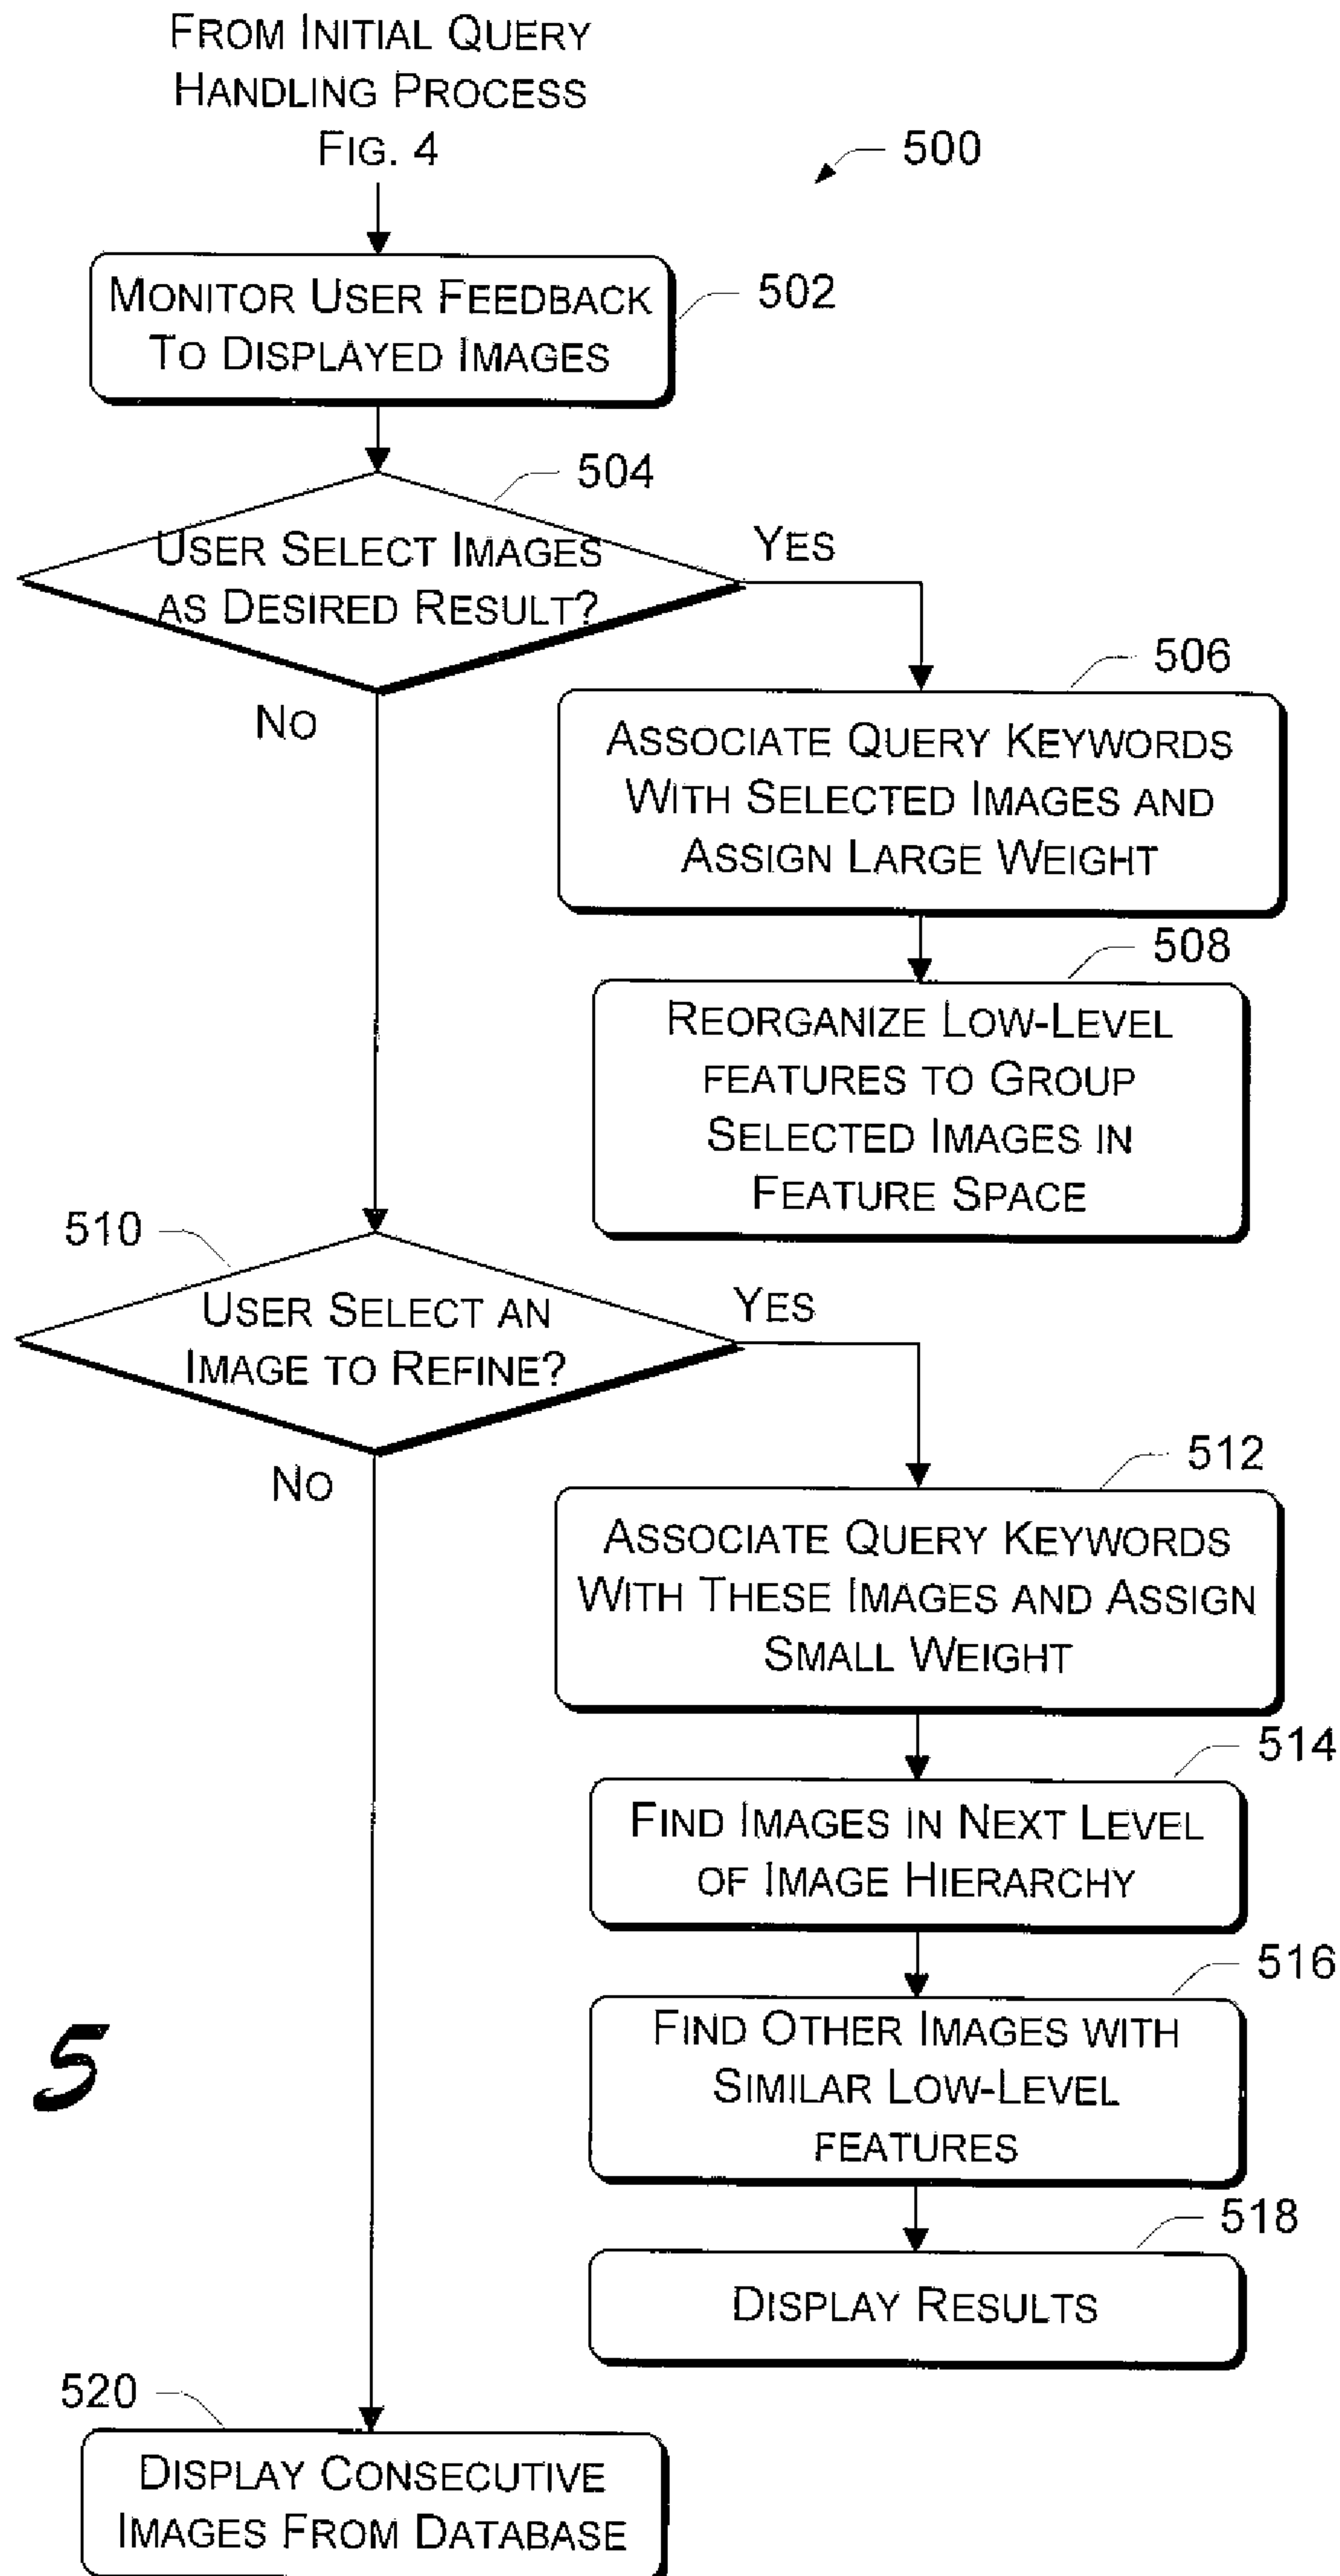 FROM INITIAL QUERY
HANDLING PROCESS
FIG. 4
500
MONITOR USER FEEDBACK
TO DISPLAYED IMAGES
502
504
USER SELECT IMAGES
AS DESIRED RESULT?
YES
NO
506
ASSOCIATE QUERY KEYWORDS
WITH SELECTED IMAGES AND
ASSIGN LARGE WEIGHT
508
REORGANIZE LOW-LEVEL
FEATURES TO GROUP
SELECTED IMAGES IN
FEATURE SPACE
510
USER SELECT AN
IMAGE TO REFINE?
YES
NO
512
ASSOCIATE QUERY KEYWORDS
WITH THESE IMAGES AND ASSIGN
SMALL WEIGHT
514
FIND IMAGES IN NEXT LEVEL
OF IMAGE HIERARCHY
516
FIND OTHER IMAGES WITH
SIMILAR LOW-LEVEL
FEATURES
5
518
DISPLAY RESULTS
520
DISPLAY CONSECUTIVE
IMAGES FROM DATABASE